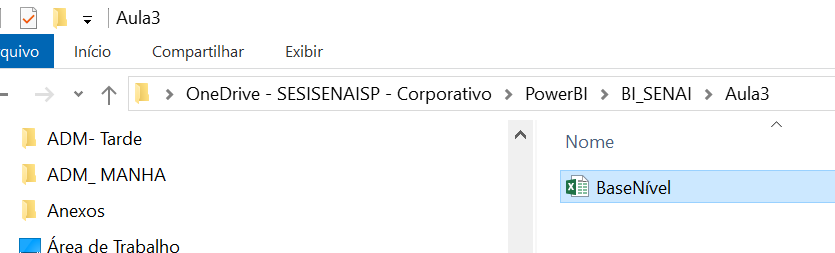 Aula3
quivo Início Compartilhar Exibir
OneDrive - SESISENAISP - Corporativo > PowerBI > BI_SENAI > Aula3
ADM- Tarde
ADM_ MANHA
Anexos
Área de Trabalho
Nome
BaseNível